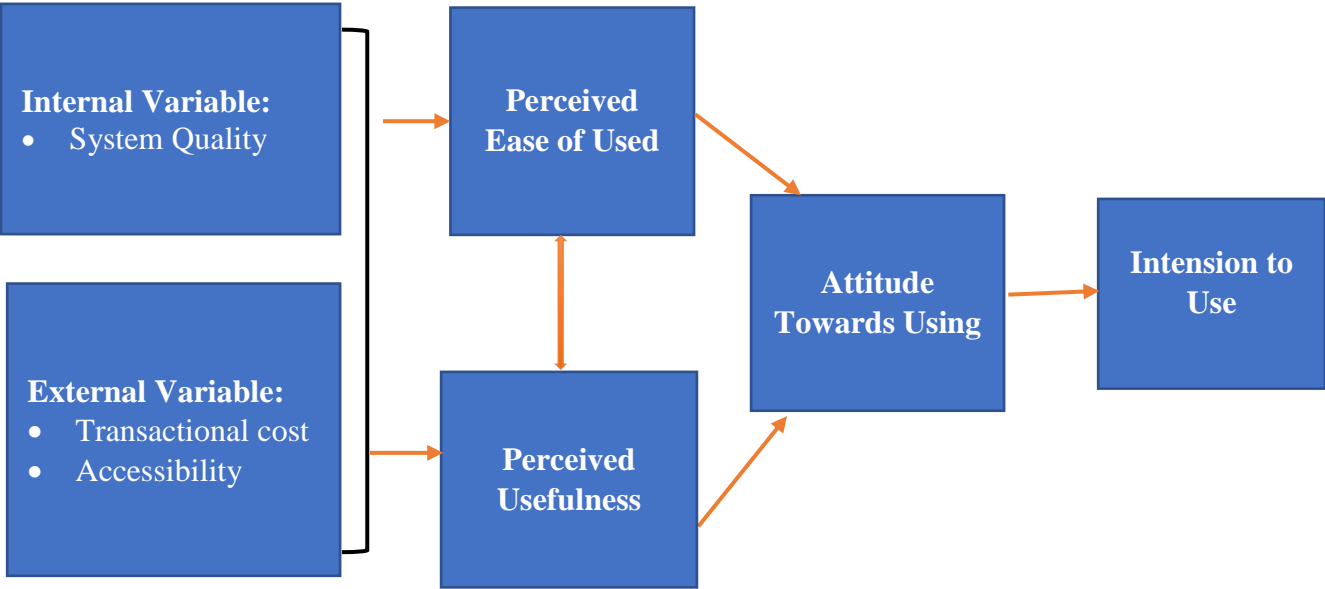 Internal Variable:
• System Quality
External Variable:
• Transactional cost
• Accessibility
Perceived
Ease of Used
Perceived
Usefulness
Attitude
Towards Using
Intension to
Use